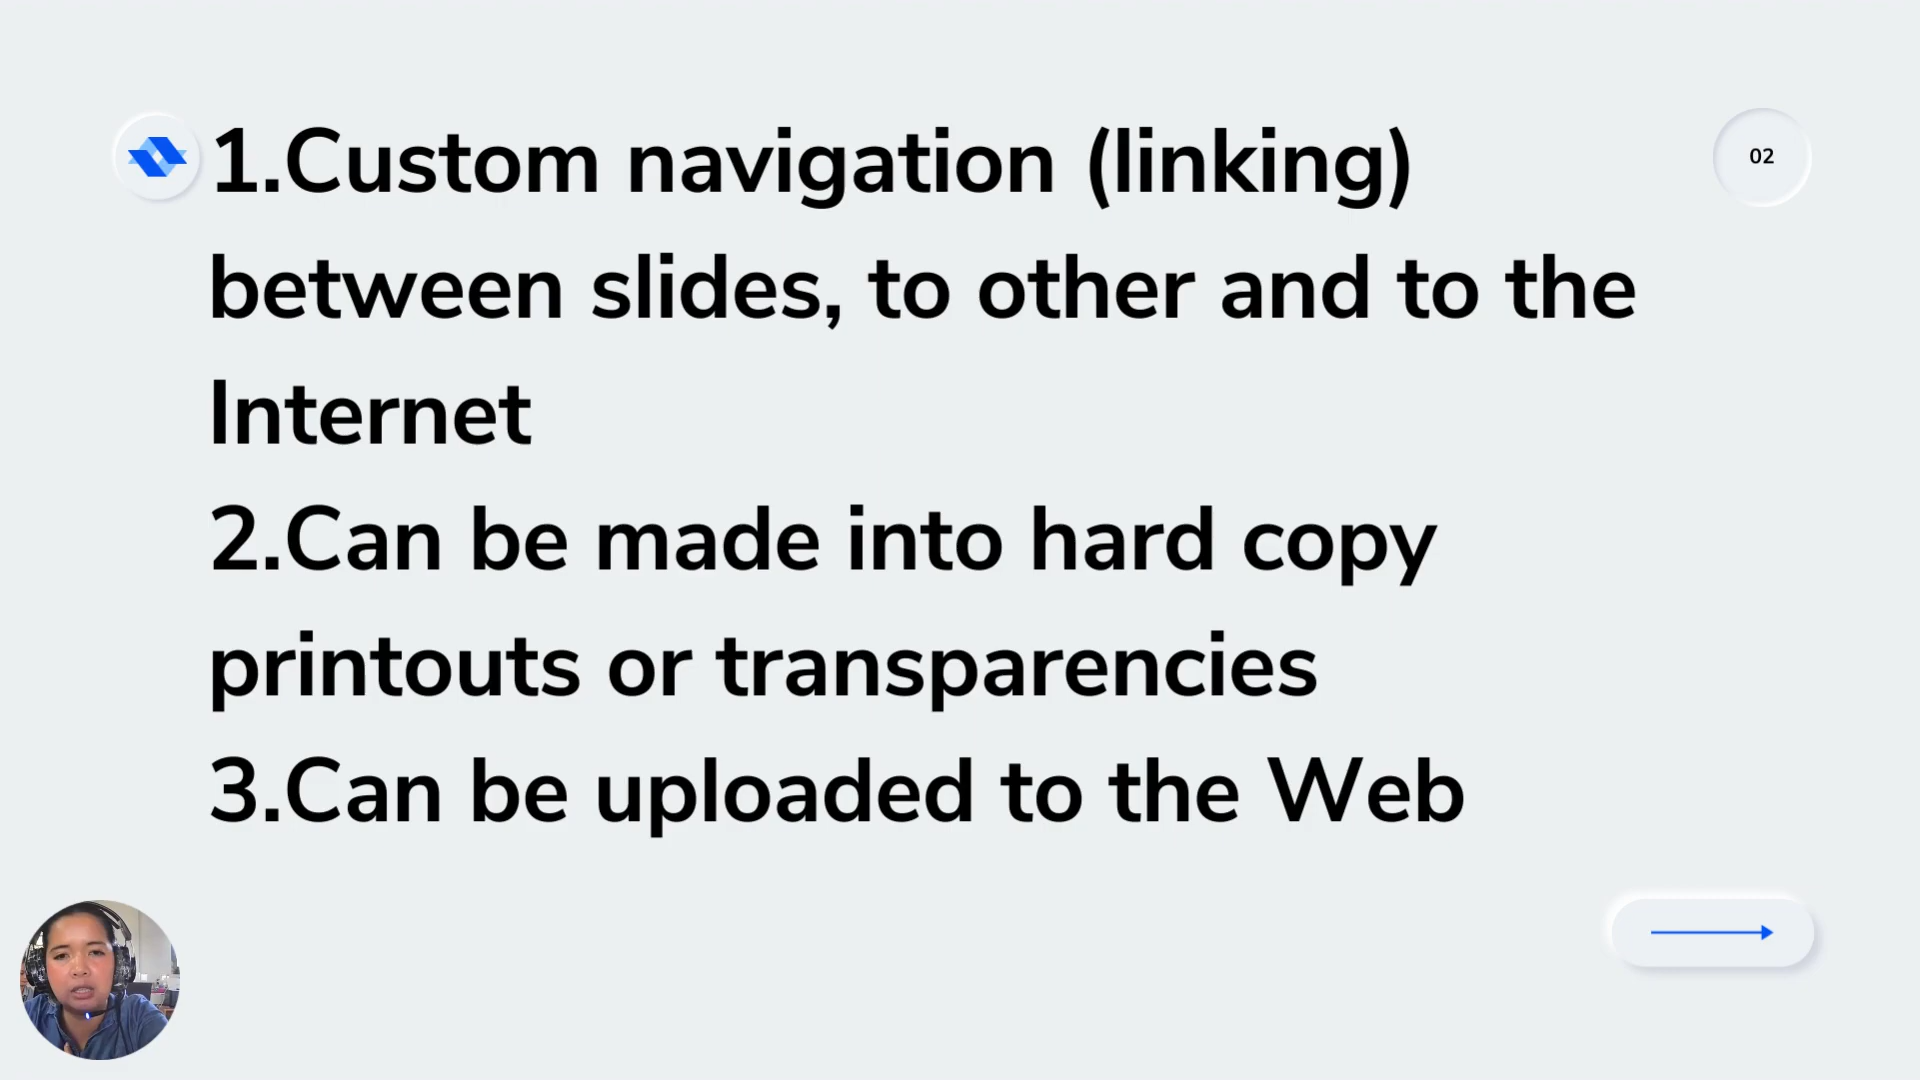 1.Custom navigation (linking)
02
between slides, to other and to the
Internet
2.Can be made into hard copy
printouts or transparencies
3.Can be uploaded to the Web